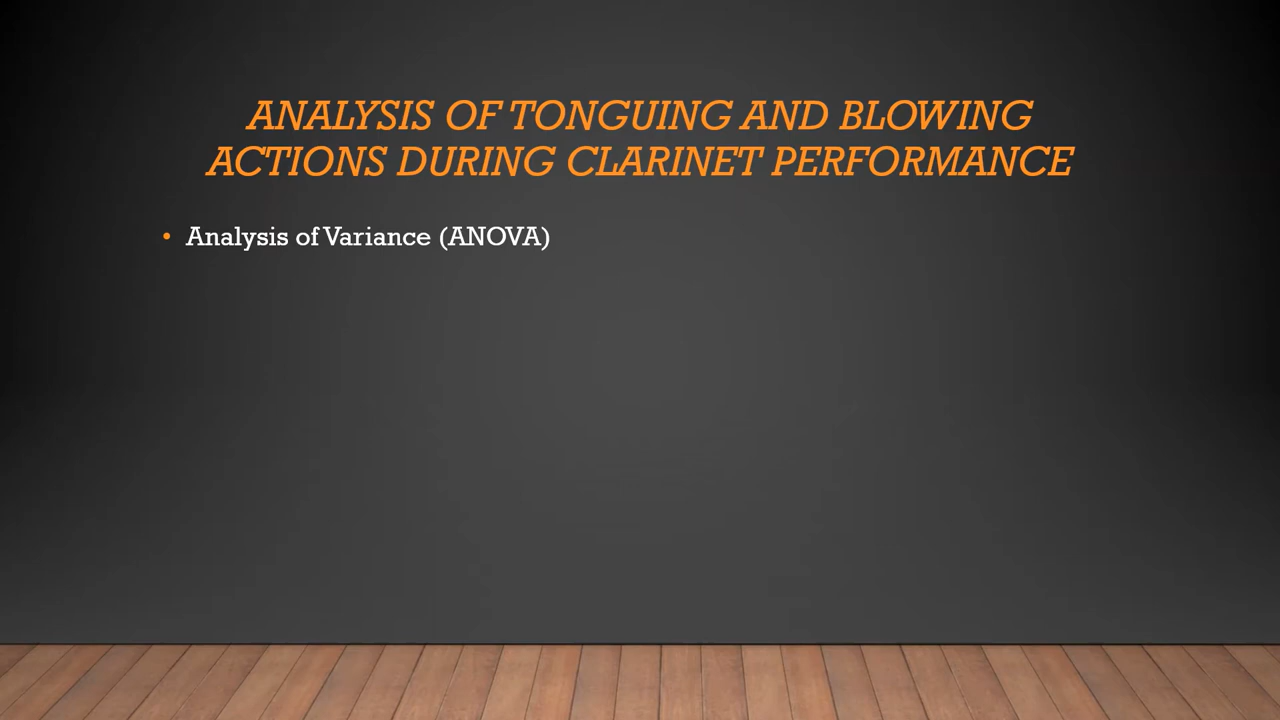 ANALYSIS OF TONGUING AND BLOWING
ACTIONS DURING CLARINET PERFORMANCE
• Analysis of Variance (ANOVA)